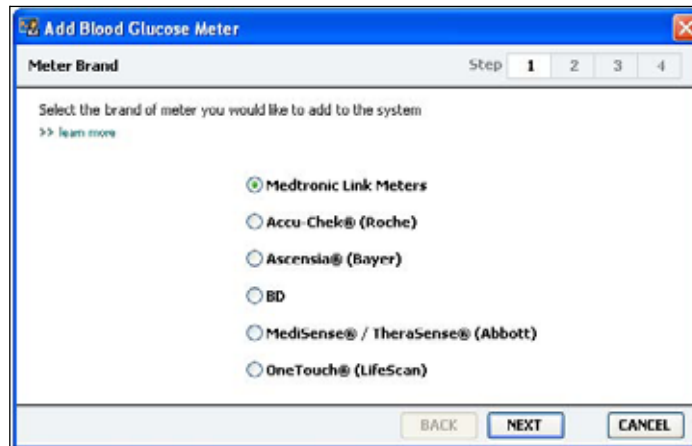 Add Blood Glucose Meter
Meter Brand Step 1 2 3 4
Select the brand of meter you would like to add to the system
>> learn more
Medtronic Link Meters
Accu-Chek® (Roche)
Ascensia® (Bayer)
BD
MediSense® / TheraSense® (Abbott)
OneTouch® (LifeScan)
BACK NEXT CANCEL